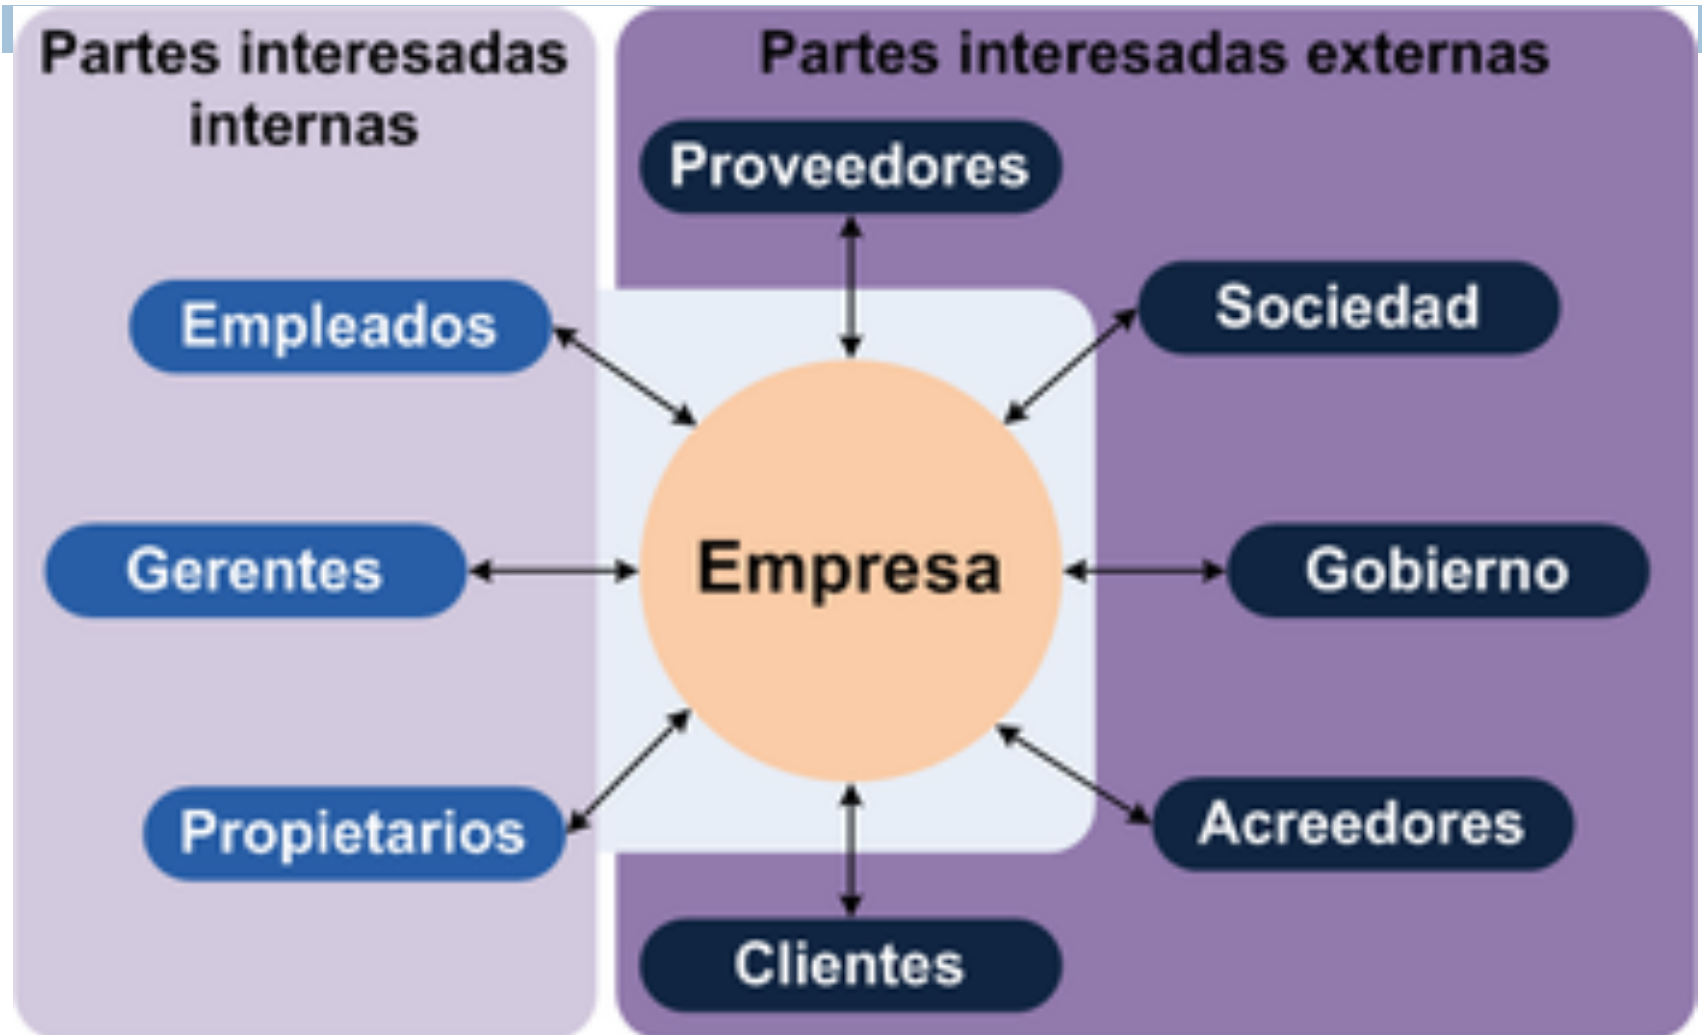 Partes interesadas
internas
Partes interesadas externas
Proveedores
Empleados
Sociedad
Gerentes
Empresa
Gobierno
Propietarios
Acreedores
Clientes